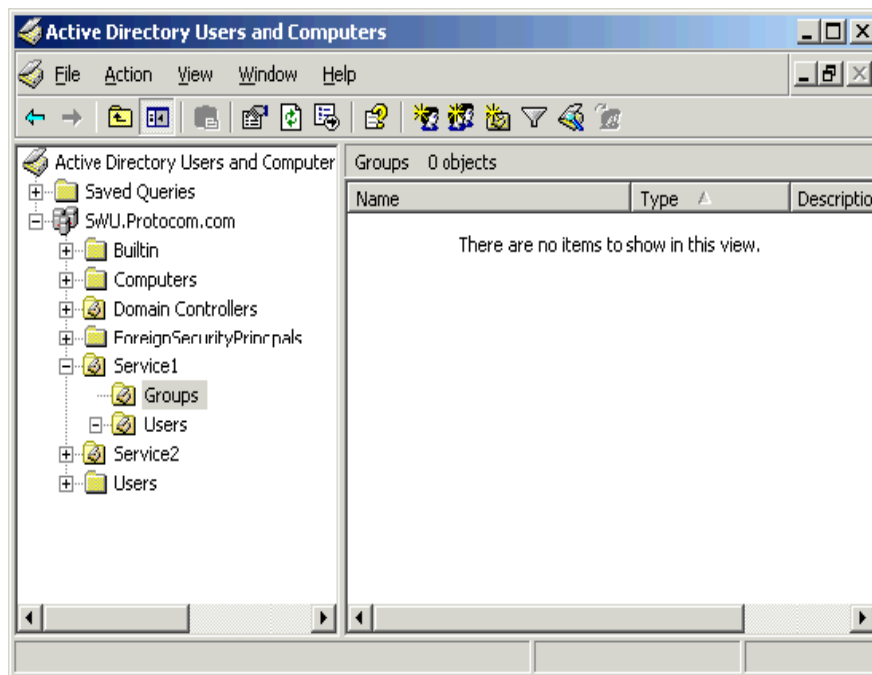 Active Directory Users and Computers
File Action View Window Help
Active Directory Users and Computer
Saved Queries
SWU.Protocom.com
Builtin
Computers
Domain Controllers
ForeignSecurityPrincpals
Service1
Groups
Users
Service2
Users
Groups 0 objects
Name Type Descriptio
There are no items to show in this view.